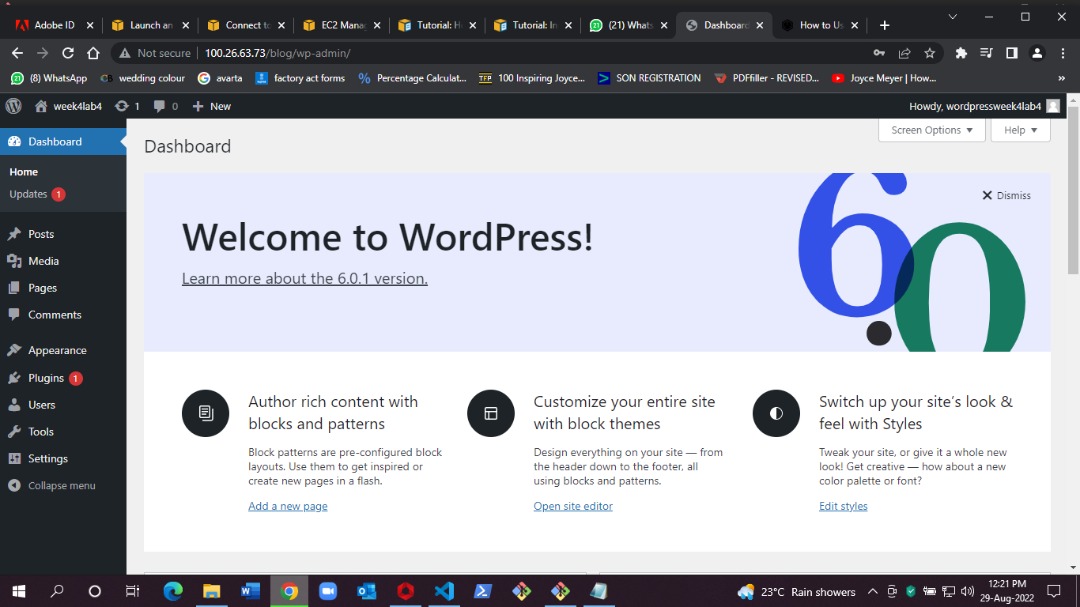 Adobe ID
Launch an
Connect to
EC2 Mana
Tutorial: H
Tutorial: In
(21) Whats
Dashboard
How to Us
Not secure
100.26.63.73/blog/wp-admin/
(8) WhatsApp
wedding colour
avarta
factory act forms
Percentage Calculat...
100 Inspiring Joyce...
SON REGISTRATION
PDFfiller - REVISED...
Joyce Meyer | How...
»
week4lab4
1
0
New
Howdy, wordpressweek4lab4
Dashboard
Home
Updates 1
Posts
Media
Pages
Comments
Appearance
Plugins 1
Users
Tools
Settings
Collapse menu
Dashboard
Screen Options
Help
Dismiss
Welcome to WordPress!
Learn more about the 6.0.1 version.
6.0
Author rich content with
blocks and patterns
Block patterns are pre-configured block
layouts. Use them to get inspired or
create new pages in a flash.
Add a new page
Customize your entire site
with block themes
Design everything on your site — from
the header down to the footer, all
using blocks and patterns.
Open site editor
Switch up your site's look &
feel with Styles
Tweak your site, or give it a whole new
look! Get creative — how about a new
color palette or font?
Edit styles
23°C Rain showers
12:21 PM
29-Aug-2022